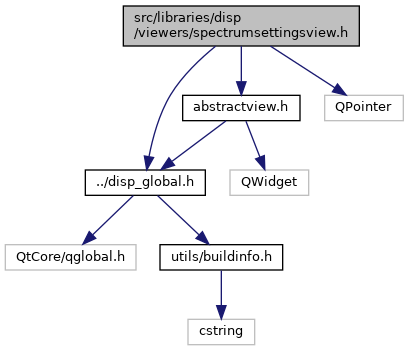 src/libraries/disp
/viewers/spectrumsettingsview.h
abstractview.h
QPointer
../disp_global.h
QWidget
QtCore/qglobal.h
utils/buildinfo.h
cstring